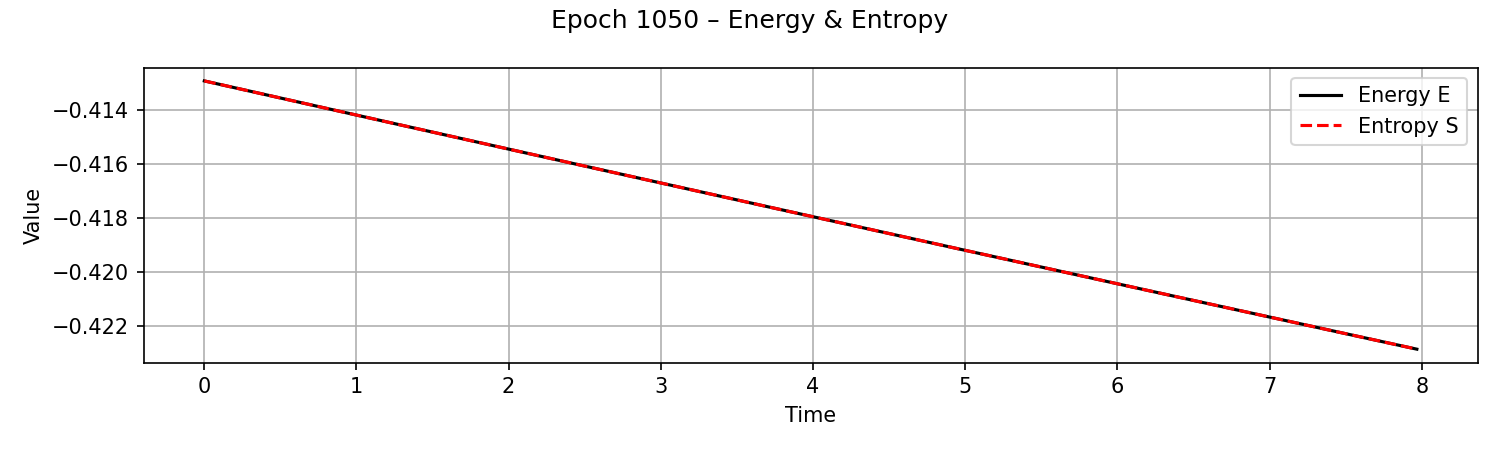 Epoch 1050 – Energy & Entropy
Energy E
Entropy S
Value
−0.414
−0.416
−0.418
−0.420
−0.422
0 1 2 3 4 5 6 7 8
Time